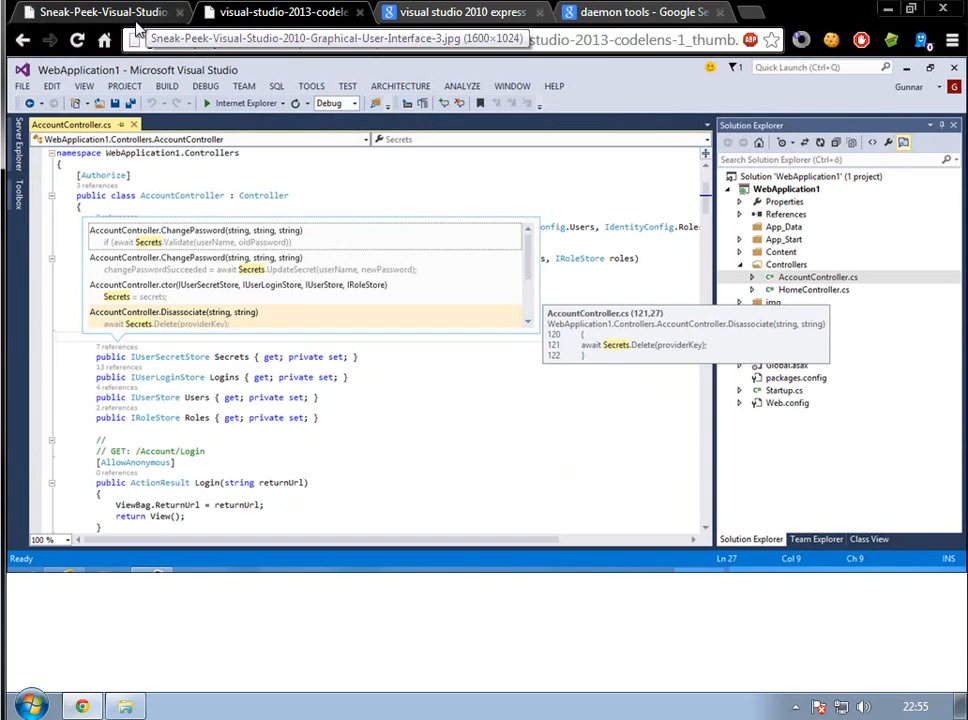 Sneak-Peek-Visual-Studio
visual-studio-2013-codele
visual studio 2010 express
daemon tools - Google Se
Sneak-Peek-Visual-Studio-2010-Graphical-User-Interface-3.jpg (1600×1024)
studio-2013-codelens-1_thumb.
ABP
WebApplication1 - Microsoft Visual Studio
1
Quick Launch (Ctrl+Q)
FILE EDIT VIEW PROJECT BUILD DEBUG TEAM SQL TOOLS TEST ARCHITECTURE ANALYZE WINDOW HELP
Gunnar G
Internet Explorer Debug
Server Explorer
Toolbox
AccountController.cs
WebApplication1.Controllers.AccountController
Secrets
namespace WebApplication1.Controllers
{
[Authorize]
3 references
public class AccountController : Controller
{
onfig.Users, IdentityConfig.Roles
s, IRoleStore roles)
AccountController.ChangePassword(string, string, string)
if (await Secrets.Validate(userName, oldPassword))
AccountController.ChangePassword(string, string, string)
changePasswordSucceeded = await Secrets.UpdateSecret(userName, newPassword);
AccountController.ctor(IUserSecretStore, IUserLoginStore, IUserStore, IRoleStore)
Secrets = secrets;
AccountController.Disassociate(string, string)
await Secrets.Delete(providerKey);
AccountController.cs (121,27)
WebApplication1.Controllers.AccountController.Disassociate(string, string)
120 {
121 await Secrets.Delete(providerKey);
122 }
7 references
public IUserSecretStore Secrets { get; private set; }
13 references
public IUserLoginStore Logins { get; private set; }
4 references
public IUserStore Users { get; private set; }
2 references
public IRoleStore Roles { get; private set; }
//
// GET: /Account/Login
[AllowAnonymous]
0 references
public ActionResult Login(string returnUrl)
{
ViewBag.ReturnUrl = returnUrl;
return View();
}
100 %
Solution Explorer
Search Solution Explorer (Ctrl+ö)
Solution 'WebApplication1' (1 project)
WebApplication1
Properties
References
App_Data
App_Start
Content
Controllers
AccountController.cs
HomeController.cs
img
Global.asax
packages.config
Startup.cs
Web.config
Solution Explorer Team Explorer Class View
Ready
Ln 27 Col 9 Ch 9 INS
22:55